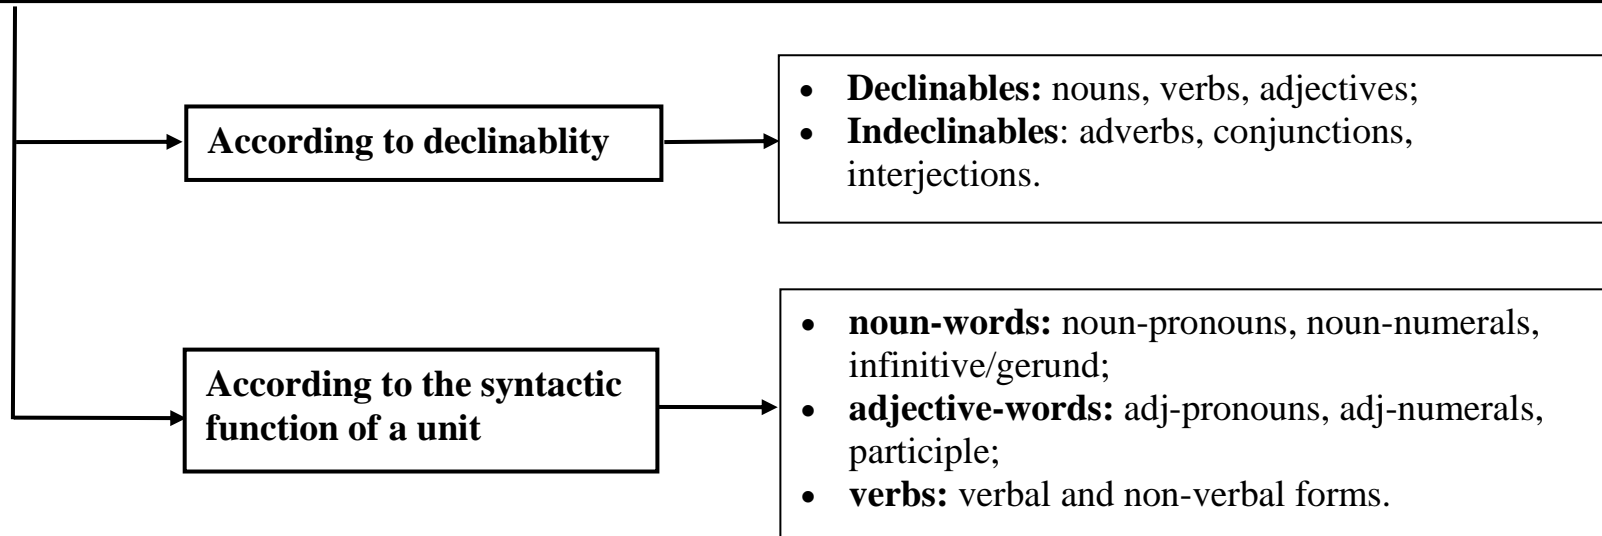 According to declinablity
• Declinables: nouns, verbs, adjectives;
• Indeclinables: adverbs, conjunctions,
interjections.
According to the syntactic
function of a unit
• noun-words: noun-pronouns, noun-numerals,
infinitive/gerund;
• adjective-words: adj-pronouns, adj-numerals,
participle;
• verbs: verbal and non-verbal forms.